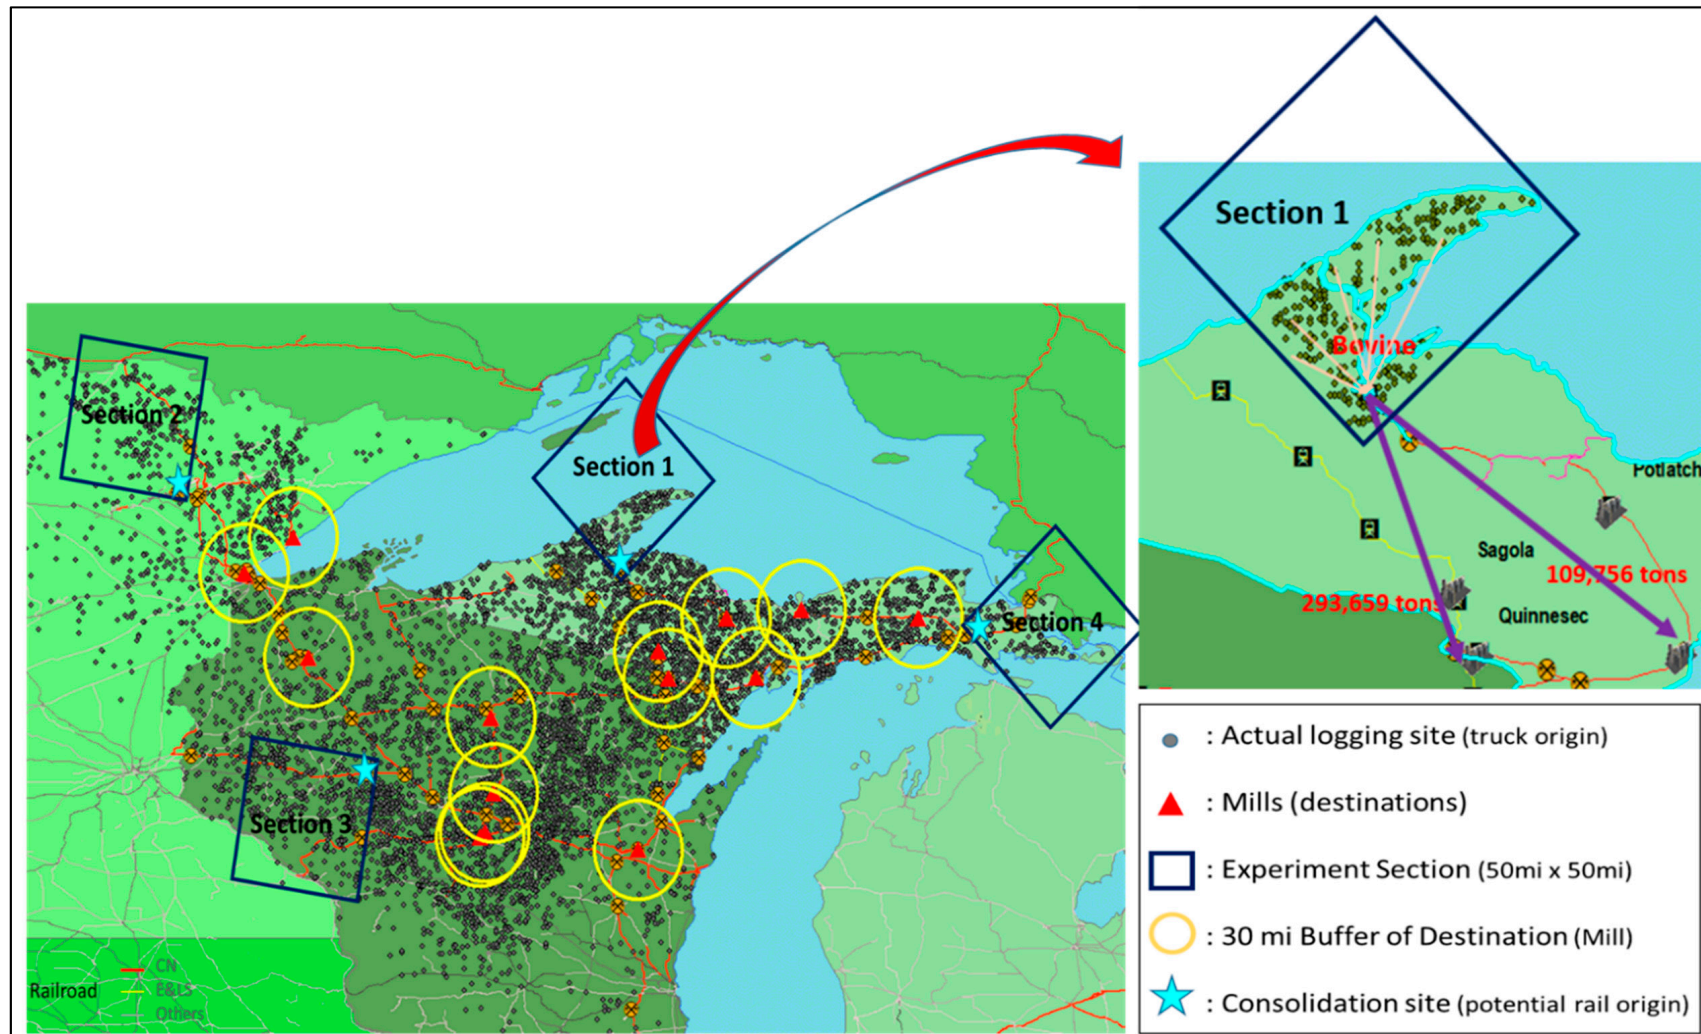 Section 1
Bovine
Potlatch
Sagola
109,756 tons
293,659 tons
Quinnesec
Section 2
Section 1
Section 4
Section 3
CN
Railroad
E&LS
Others
: Actual logging site (truck origin)
: Mills (destinations)
: Experiment Section (50mi x 50mi)
: 30 mi Buffer of Destination (Mill)
: Consolidation site (potential rail origin)